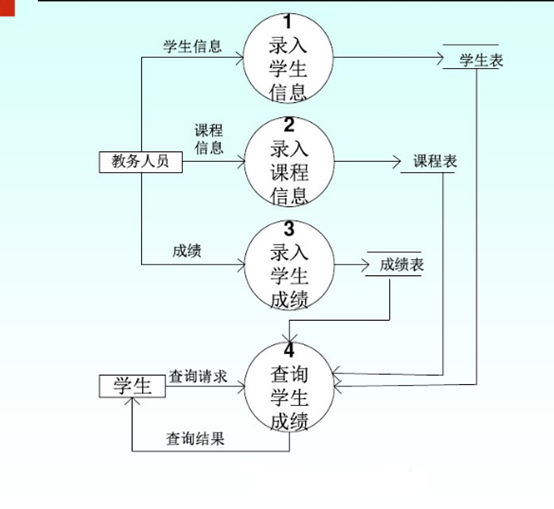 1
学生信息
录入
学生
信息
学生表
2
课程
信息
录入
课程
信息
教务人员
课程表
3
成绩
录入
学生
成绩
成绩表
4
查询请求
查询
学生
成绩
学生
查询结果